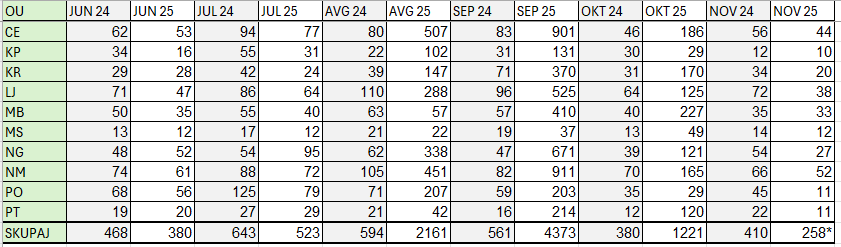 OU JUN 24 JUN 25 JUL 24 JUL 25 AVG 24 AVG 25 SEP 24 SEP 25 OKT 24 OKT 25 NOV 24 NOV 25
CE 62 53 94 77 80 507 83 901 46 186 56 44
KP 34 16 55 31 22 102 31 131 30 29 12 10
KR 29 28 42 24 39 147 71 370 31 170 34 20
LJ 71 47 86 64 110 288 96 525 64 125 72 38
MB 50 35 55 40 63 57 57 410 40 227 35 33
MS 13 12 17 12 21 22 19 37 13 49 14 12
NG 48 52 54 95 62 338 47 671 39 121 54 27
NM 74 61 88 72 105 451 82 911 70 165 66 52
PO 68 56 125 79 71 207 59 203 35 29 45 11
PT 19 20 27 29 21 42 16 214 12 120 22 11
SKUPAJ 468 380 643 523 594 2161 561 4373 380 1221 410 258*